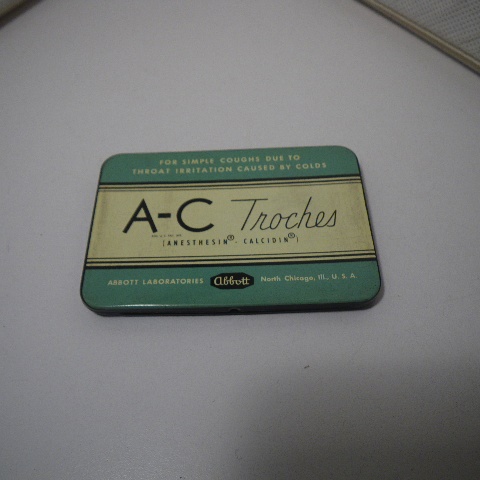 FOR SIMPLE COUGHS DUE TO
THROAT IRRITATION CAUSED BY COLDS
A-C Troches
(ANESTHESIN® - CALCIDIN®)
ABBOTT LABORATORIES abbott North Chicago, Ill., U. S. A.